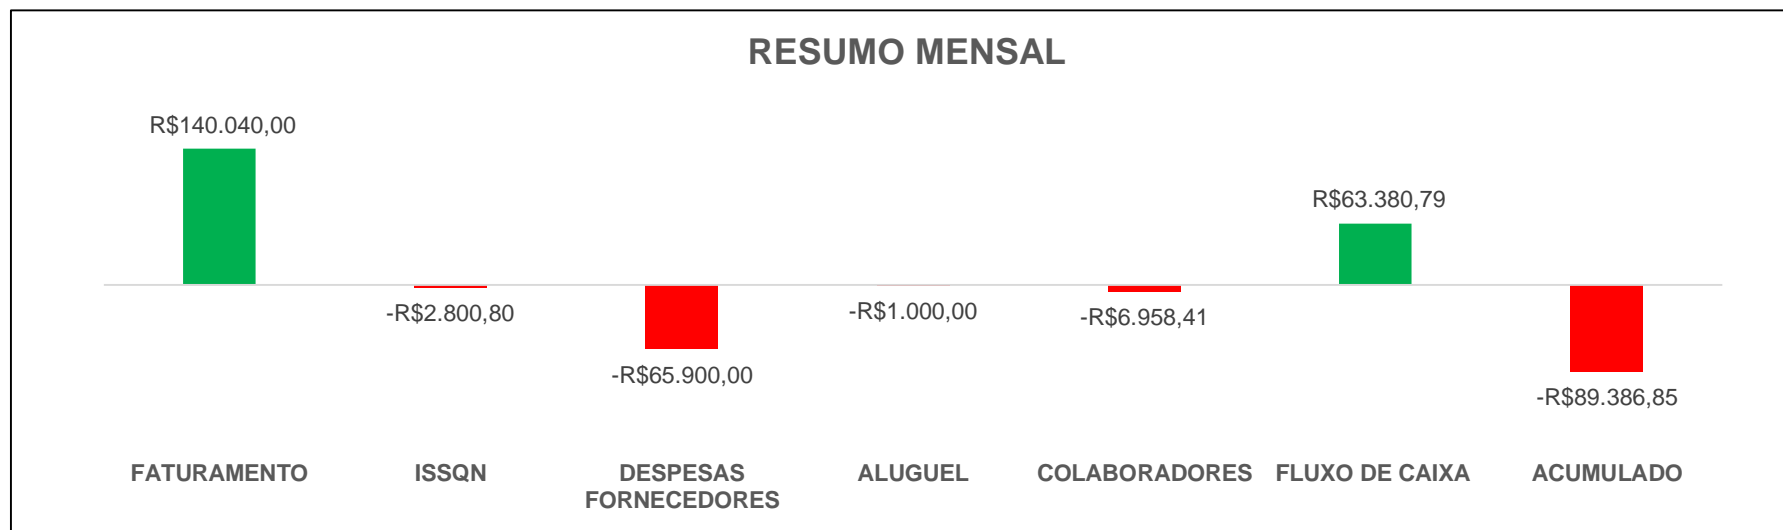 RESUMO MENSAL
R$140.040,00
R$63.380,79
-R$2.800,80
-R$1.000,00
-R$6.958,41
-R$65.900,00
-R$89.386,85
FATURAMENTO
ISSQN
DESPESAS
FORNECEDORES
ALUGUEL
COLABORADORES
FLUXO DE CAIXA
ACUMULADO